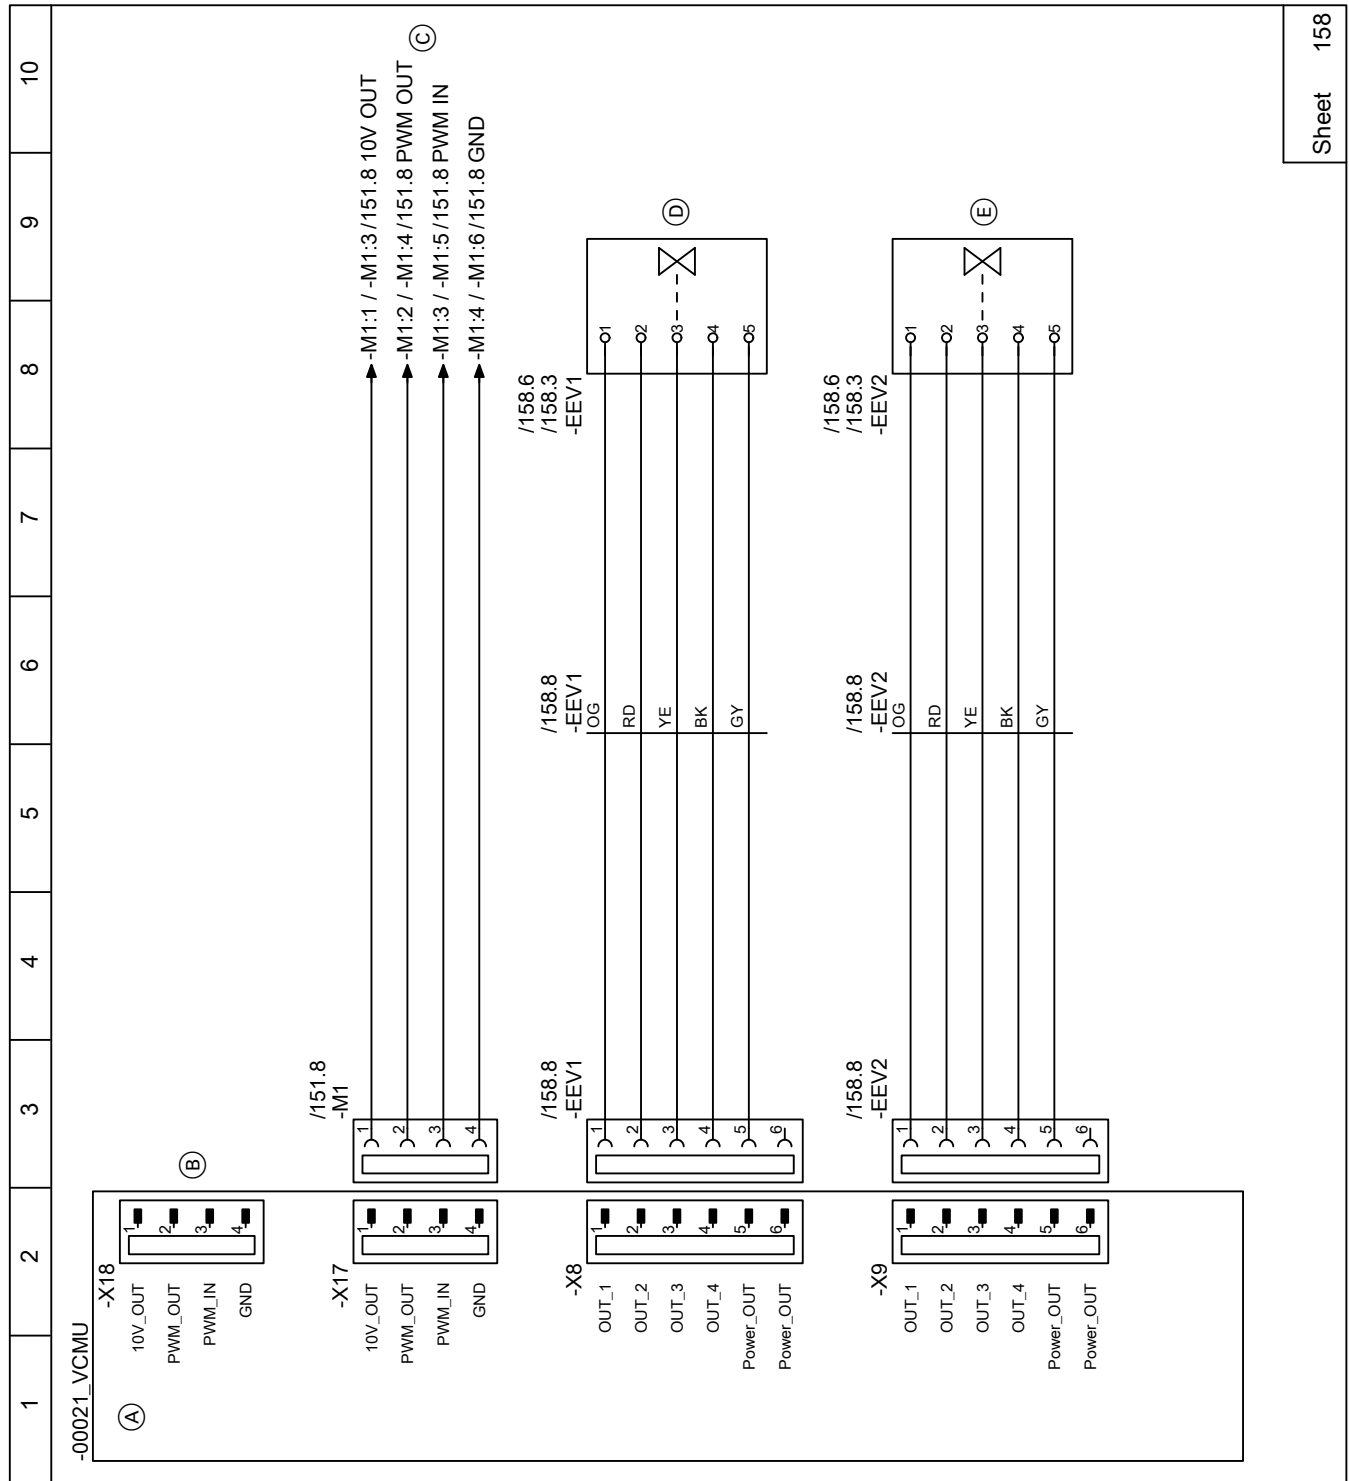 1 2 3 4 5 6 7 8 9 10
-00021_VCMU
A
-X18
10V_OUT 1
PWM_OUT 2
PWM_IN 3
GND 4
B
-X17
10V_OUT 1
PWM_OUT 2
PWM_IN 3
GND 4
/151.8
-M1
1 -M1:1 / -M1:3 /151.8 10V OUT
2 -M1:2 / -M1:4 /151.8 PWM OUT
3 -M1:3 / -M1:5 /151.8 PWM IN
4 -M1:4 / -M1:6 /151.8 GND
C
-X8
OUT_1 1
OUT_2 2
OUT_3 3
OUT_4 4
Power_OUT 5
Power_OUT 6
/158.8
-EEV1
1
2
3
4
5
6
/158.8
-EEV1
OG
RD
YE
BK
GY
/158.6
/158.3
-EEV1
1
2
3
4
5
D
-X9
OUT_1 1
OUT_2 2
OUT_3 3
OUT_4 4
Power_OUT 5
Power_OUT 6
/158.8
-EEV2
1
2
3
4
5
6
/158.8
-EEV2
OG
RD
YE
BK
GY
/158.6
/158.3
-EEV2
1
2
3
4
5
E
Sheet 158